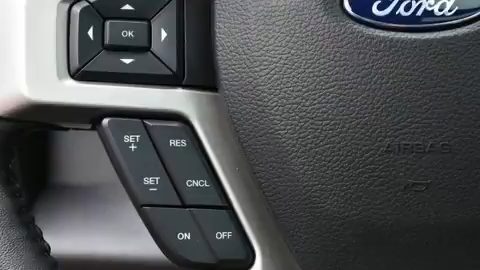 Ford
OK
SET
+
RES
SET
−
CNCL
ON
OFF
AIRBAG